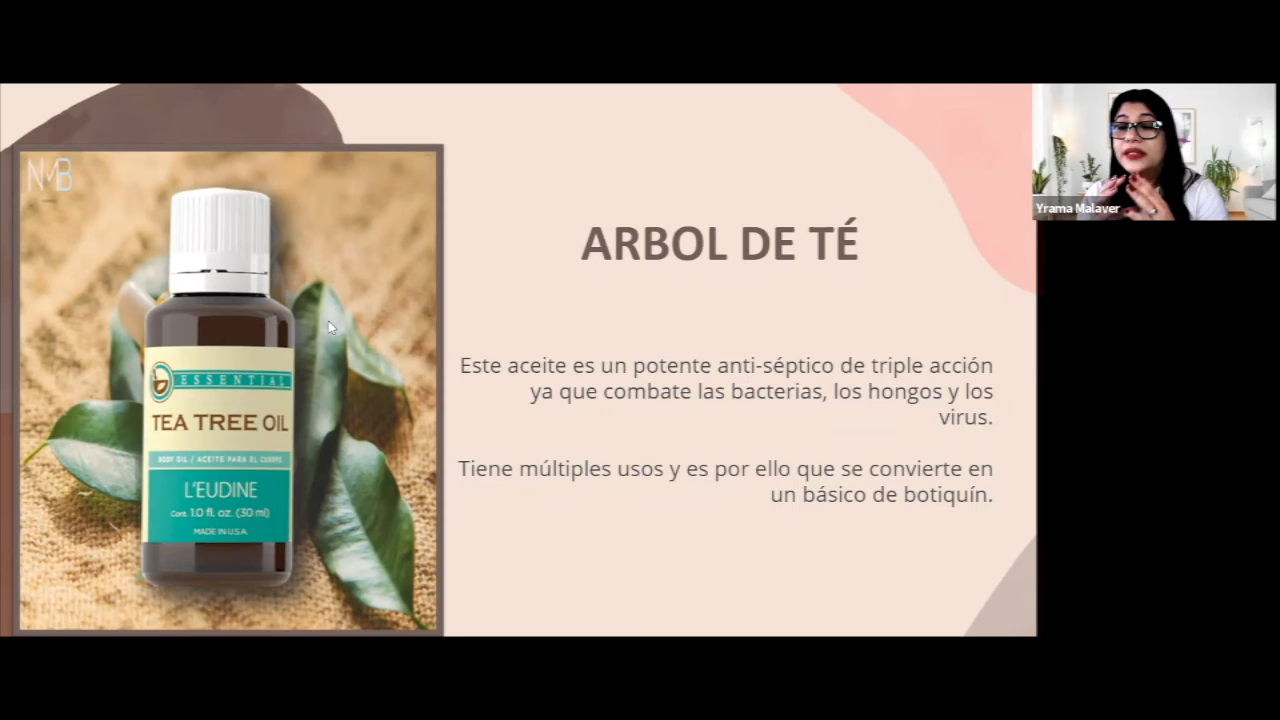 NMB
ESSENTIAL
TEA TREE OIL
BODY OIL / ACEITE PARA EL CUERPO
L'EUDINE
Cont. 1.0 fl. oz. (30 ml)
MADE IN U.S.A.
ARBOL DE TÉ
Este aceite es un potente anti-séptico de triple acción
ya que combate las bacterias, los hongos y los
virus.
Tiene múltiples usos y es por ello que se convierte en
un básico de botiquín.
Yrama Malaver